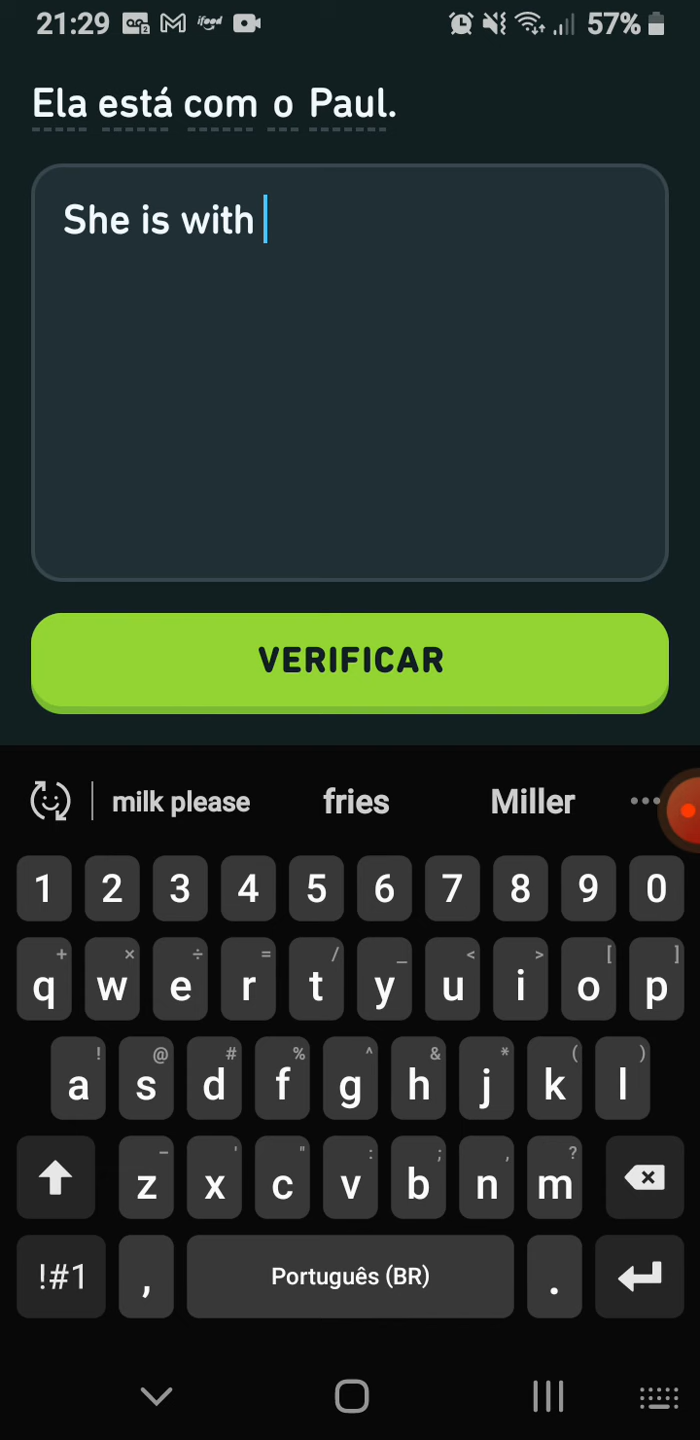 21:29 ifood 57%
Ela está com o Paul.
She is with
VERIFICAR
milk please fries Miller ...
1 2 3 4 5 6 7 8 9 0
+ × ÷ = / _ < > [ ]
q w e r t y u i o p
! @ # % ^ & * ( )
a s d f g h j k l
- ' " : ; , ?
z x c v b n m
!#1 , Português (BR) .